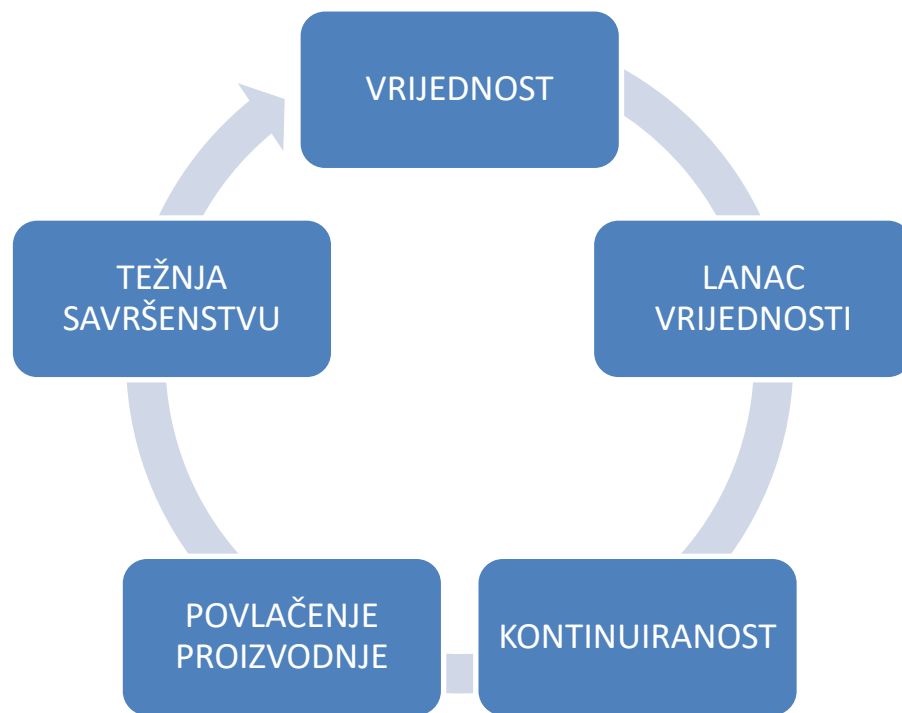 VRIJEDNOST
LANAC
VRIJEDNOSTI
KONTINUIRANOST
POVLAČENJE
PROIZVODNJE
TEŽNJA
SAVRŠENSTVU